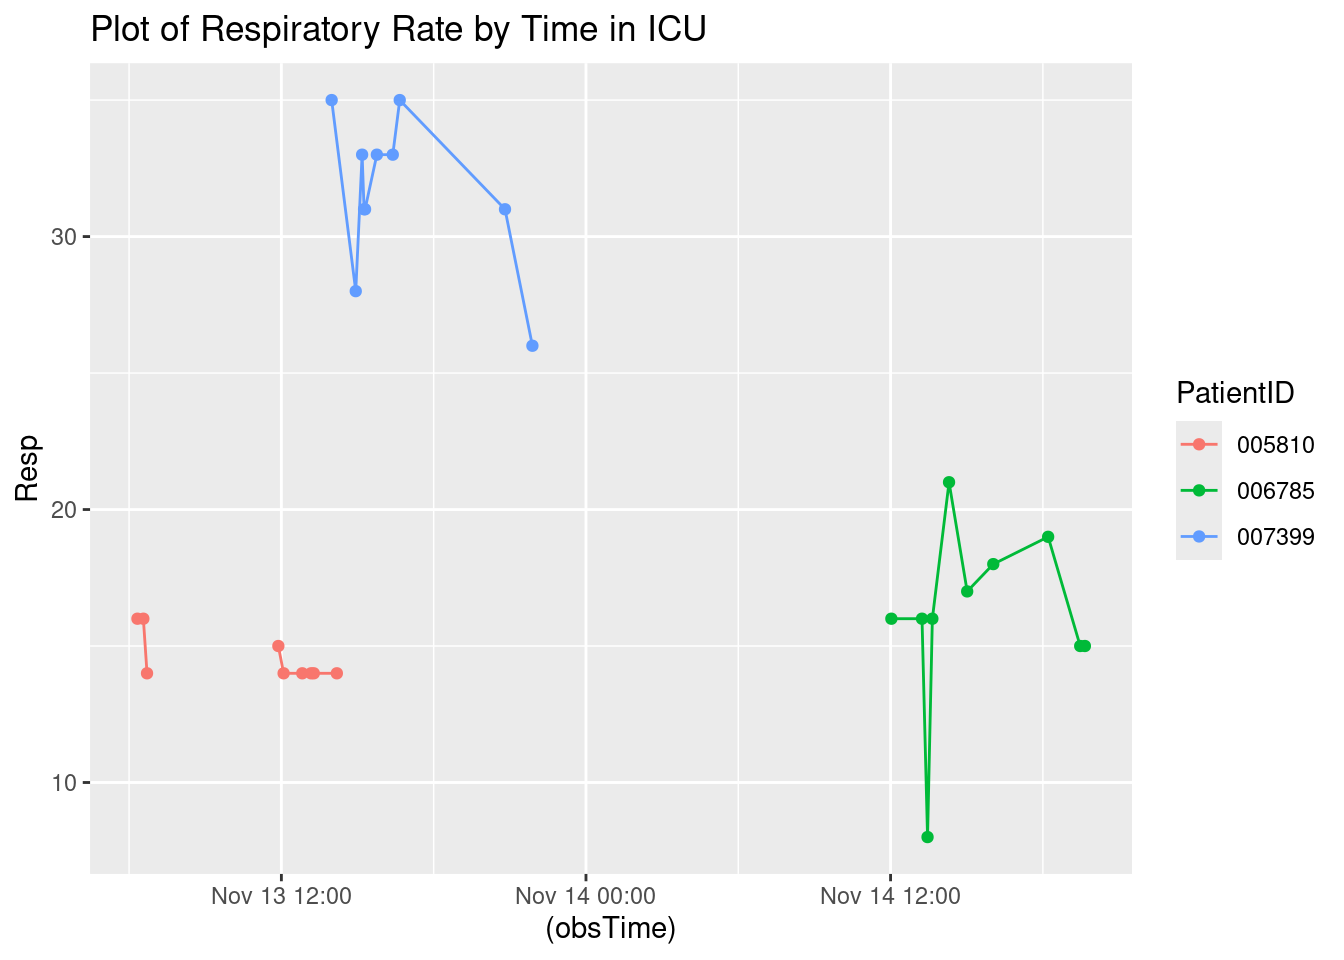 Plot of Respiratory Rate by Time in ICU
Resp
30
20
10
Nov 13 12:00
Nov 14 00:00
Nov 14 12:00
(obsTime)
PatientID
005810
006785
007399